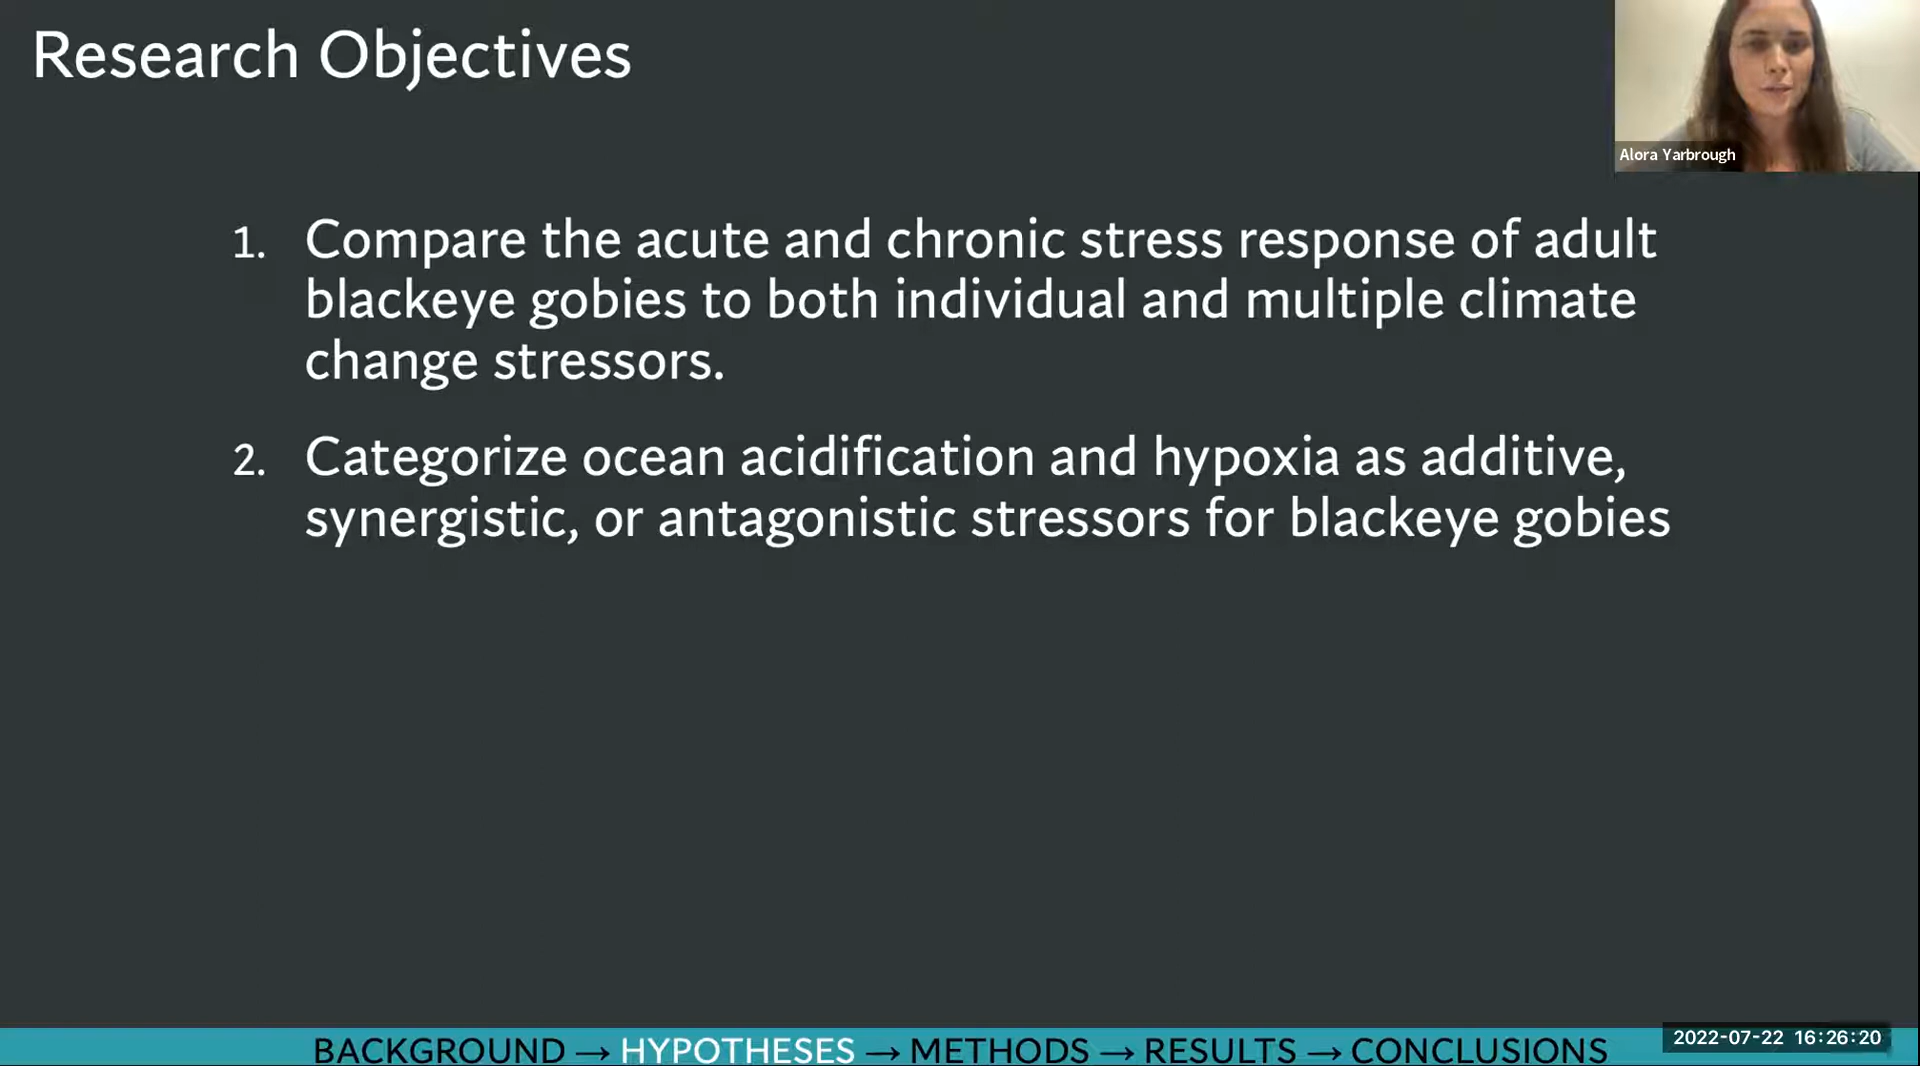 Research Objectives
Alora Yarbrough
1. Compare the acute and chronic stress response of adult
blackeye gobies to both individual and multiple climate
change stressors.
2. Categorize ocean acidification and hypoxia as additive,
synergistic, or antagonistic stressors for blackeye gobies
BACKGROUND → HYPOTHESES → METHODS → RESULTS → CONCLUSIONS
2022-07-22 16:26:20